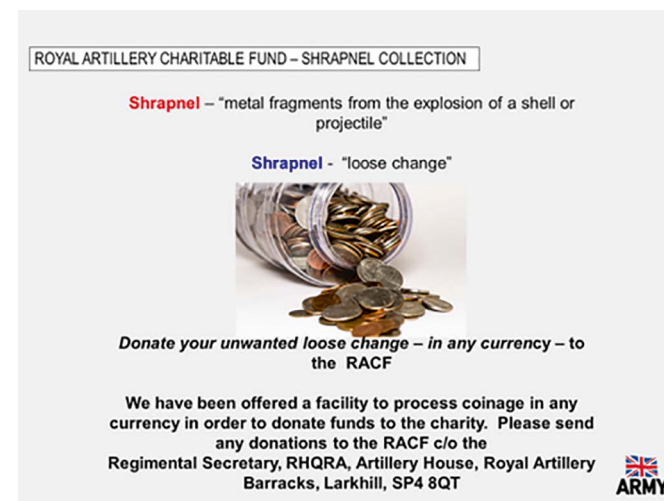 ROYAL ARTILLERY CHARITABLE FUND – SHRAPNEL COLLECTION
Shrapnel – “metal fragments from the explosion of a shell or
projectile”
Shrapnel - “loose change”
Donate your unwanted loose change – in any currency – to
the RACF
We have been offered a facility to process coinage in any
currency in order to donate funds to the charity. Please send
any donations to the RACF c/o the
Regimental Secretary, RHQRA, Artillery House, Royal Artillery
Barracks, Larkhill, SP4 8QT
ARMY